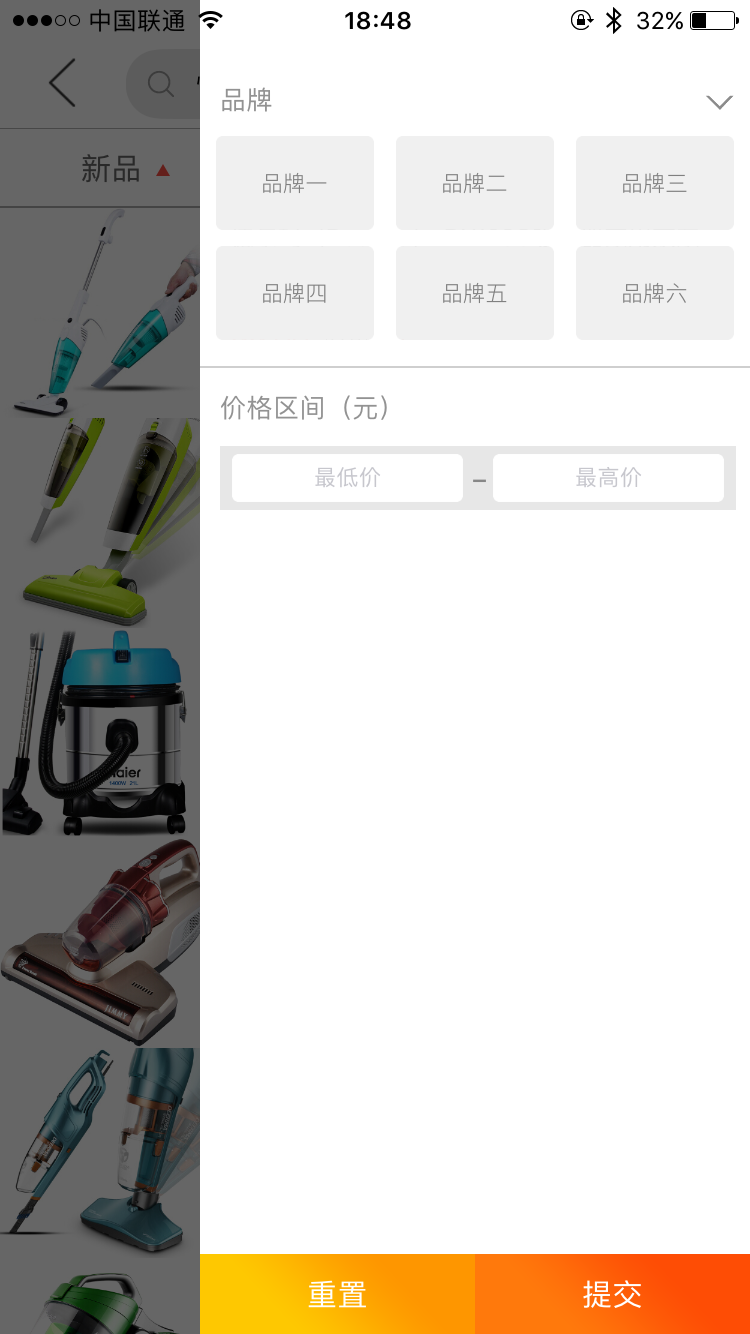 中国联通 18:48 32%
新品
品牌
品牌一 品牌二 品牌三
品牌四 品牌五 品牌六
价格区间（元）
最低价 – 最高价
aier
重置 提交